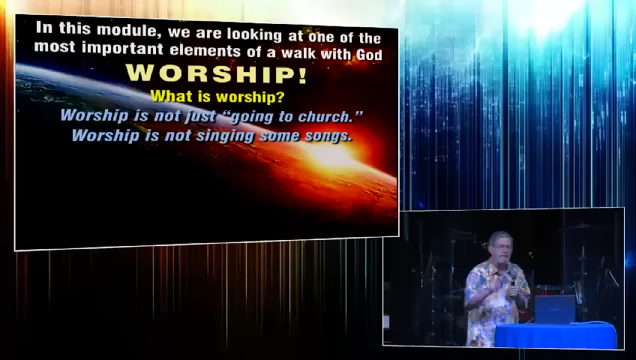 In this module, we are looking at one of the
most important elements of a walk with God
WORSHIP!
What is worship?
Worship is not just "going to church."
Worship is not singing some songs.